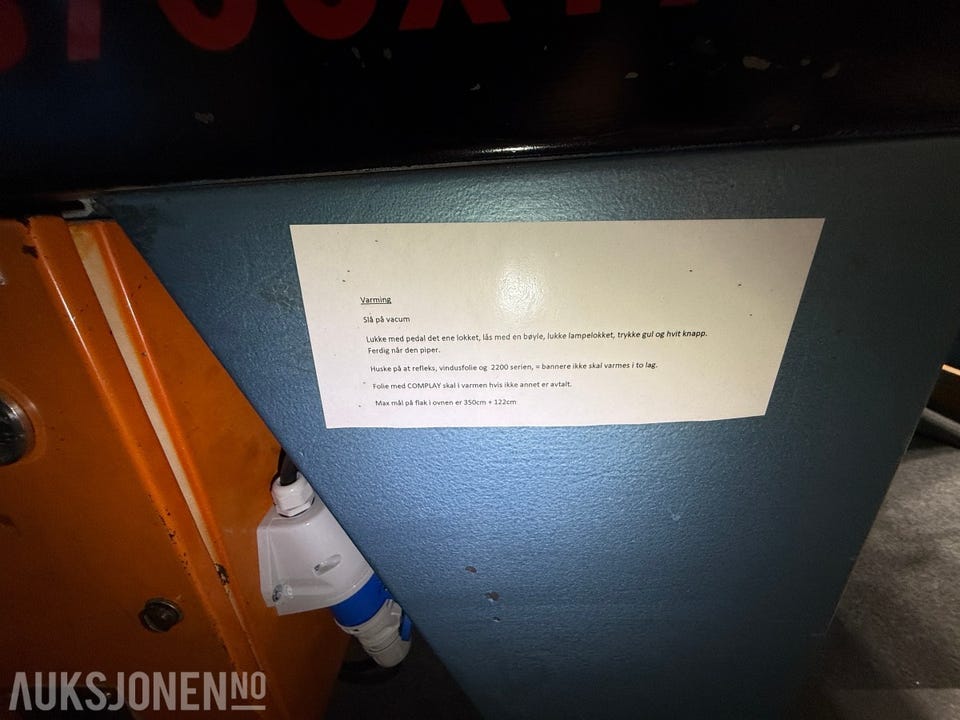 Varming
Slå på vacum
Lukke med pedal det ene lokket, lås med en bøyle, lukke lampelokket, trykke gul og hvit knapp.
Ferdig når den piper.
Huske på at refleks, vindusfolie og 2200 serien, = bannere ikke skal varmes i to lag.
Folie med COMPLAY skal i varmen hvis ikke annet er avtalt.
Max mål på flak i ovnen er 350cm + 122cm
AUKSJONEN.NO